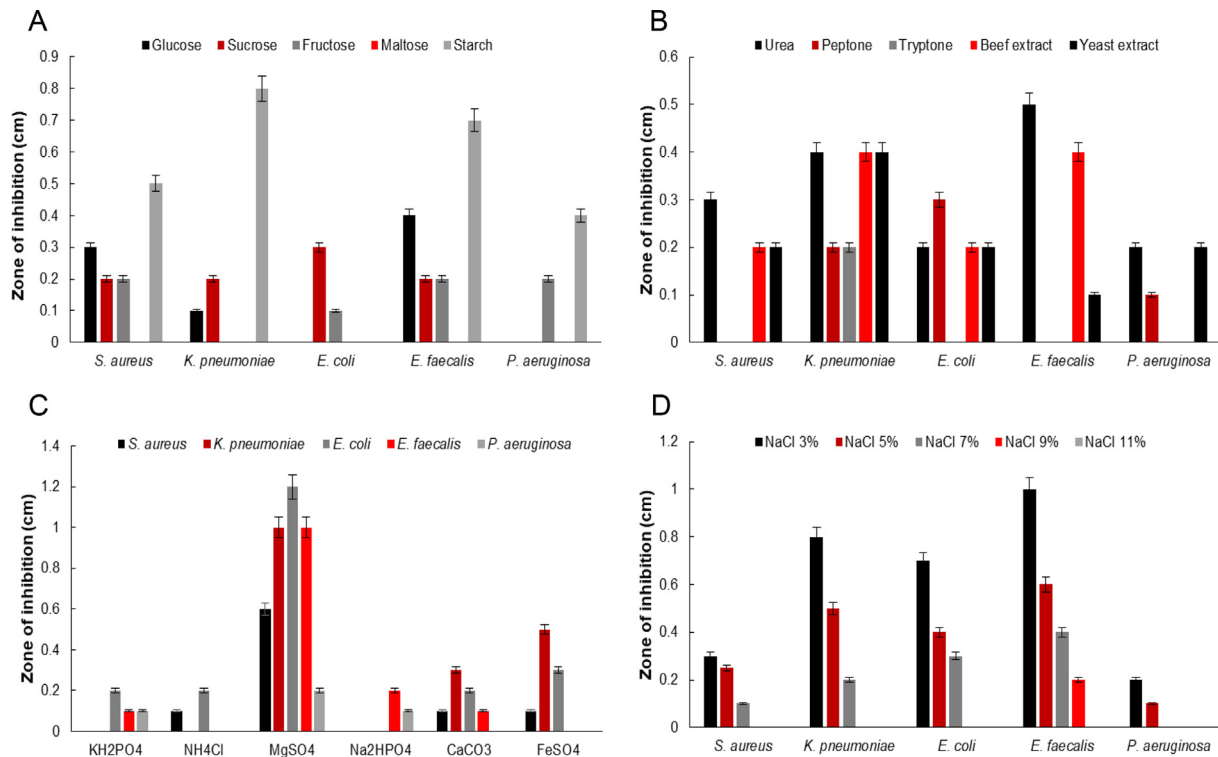 A
Glucose Sucrose Fructose Maltose Starch
Zone of inhibition (cm)
0.9
0.8
0.7
0.6
0.5
0.4
0.3
0.2
0.1
0
S. aureus K. pneumoniae E. coli E. faecalis P. aeruginosa
B
Urea Peptone Tryptone Beef extract Yeast extract
Zone of inhibition (cm)
0.6
0.5
0.4
0.3
0.2
0.1
0
S. aureus K. pneumoniae E. coli E. faecalis P. aeruginosa
C
S. aureus K. pneumoniae E. coli E. faecalis P. aeruginosa
Zone of inhibition (cm)
1.4
1.2
1
0.8
0.6
0.4
0.2
0
KH2PO4 NH4Cl MgSO4 Na2HPO4 CaCO3 FeSO4
D
NaCl 3% NaCl 5% NaCl 7% NaCl 9% NaCl 11%
Zone of inhibition (cm)
1.2
1
0.8
0.6
0.4
0.2
0
S. aureus K. pneumoniae E. coli E. faecalis P. aeruginosa